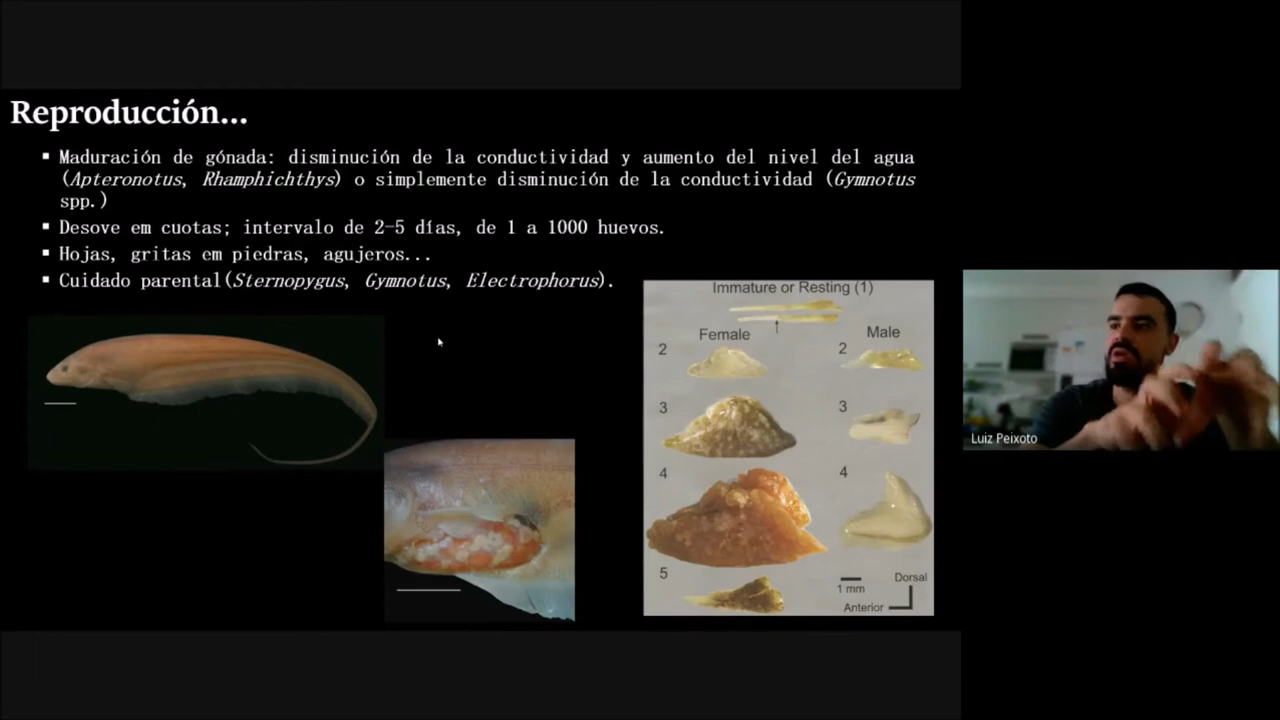 Reproducción...
▪ Maduración de gónada: disminución de la conductividad y aumento del nivel del agua
(Apteronotus, Rhamphichthys) o simplemente disminución de la conductividad (Gymnotus
spp.)
▪ Desove em cuotas; intervalo de 2-5 días, de 1 a 1000 huevos.
▪ Hojas, gritas em piedras, agujeros...
▪ Cuidado parental(Sternopygus, Gymnotus, Electrophorus).
Immature or Resting (1)
Female
Male
2
2
3
3
4
4
5
1 mm
Dorsal
Anterior
Luiz Peixoto